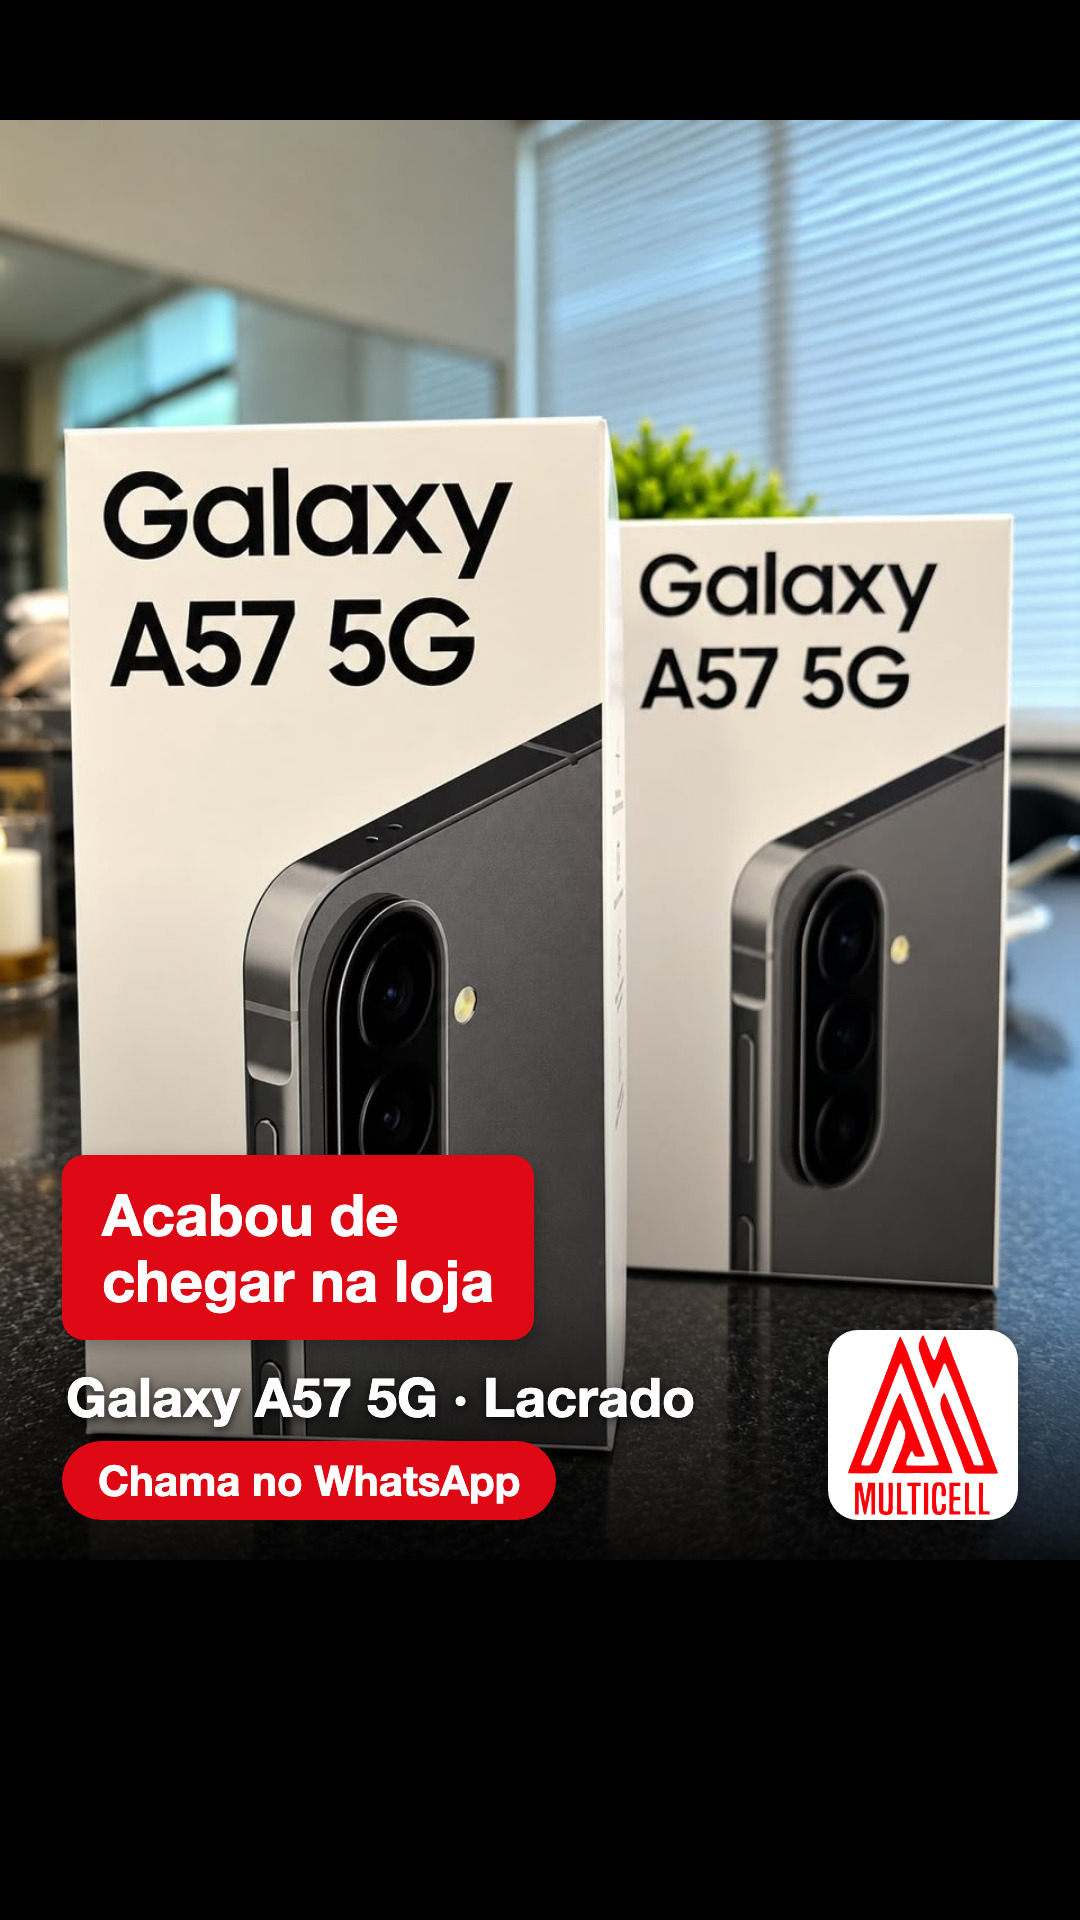 Galaxy
A57 5G
Galaxy
A57 5G
Acabou de
chegar na loja
Galaxy A57 5G · Lacrado
Chama no WhatsApp
MULTICELL